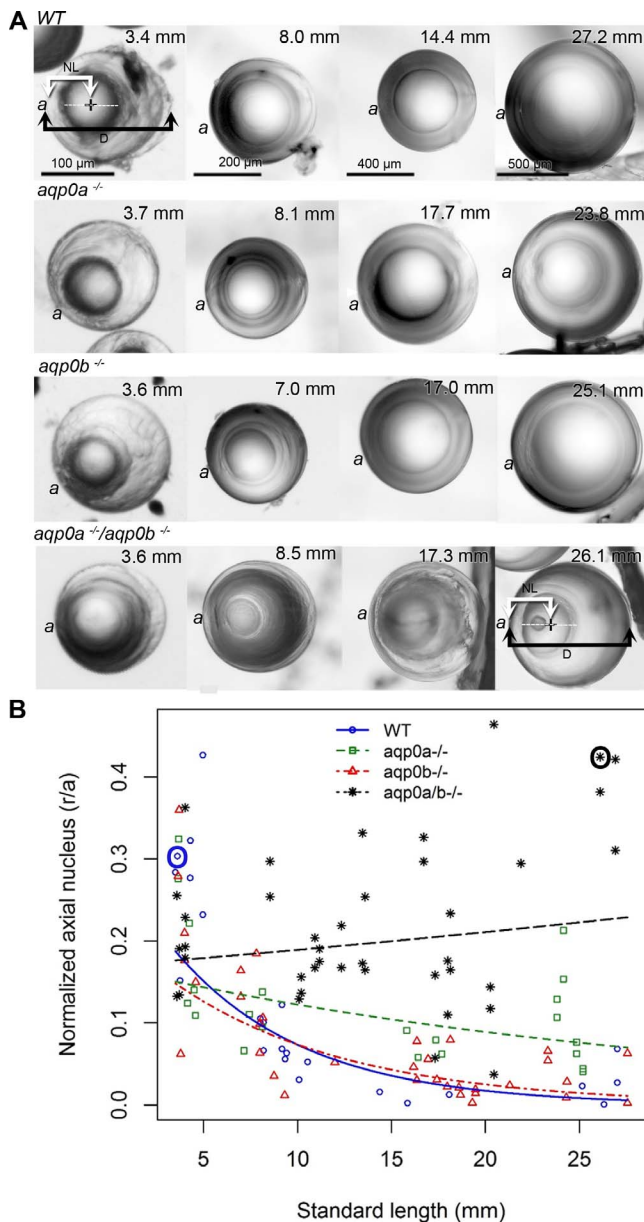 A
WT
3.4 mm
8.0 mm
14.4 mm
27.2 mm
NL
a
D
a
a
a
100 µm
200 µm
400 µm
500 µm
aqp0a -/-
3.7 mm
8.1 mm
17.7 mm
23.8 mm
a
a
a
a
aqp0b -/-
3.6 mm
7.0 mm
17.0 mm
25.1 mm
a
a
a
a
aqp0a -/-/aqp0b -/-
3.6 mm
8.5 mm
17.3 mm
26.1 mm
NL
a
a
a
a
D
B
WT
aqp0a-/-
aqp0b-/-
aqp0a/b-/-
Normalized axial nucleus (r/a)
0.4
0.3
0.2
0.1
0.0
5
10
15
20
25
Standard length (mm)